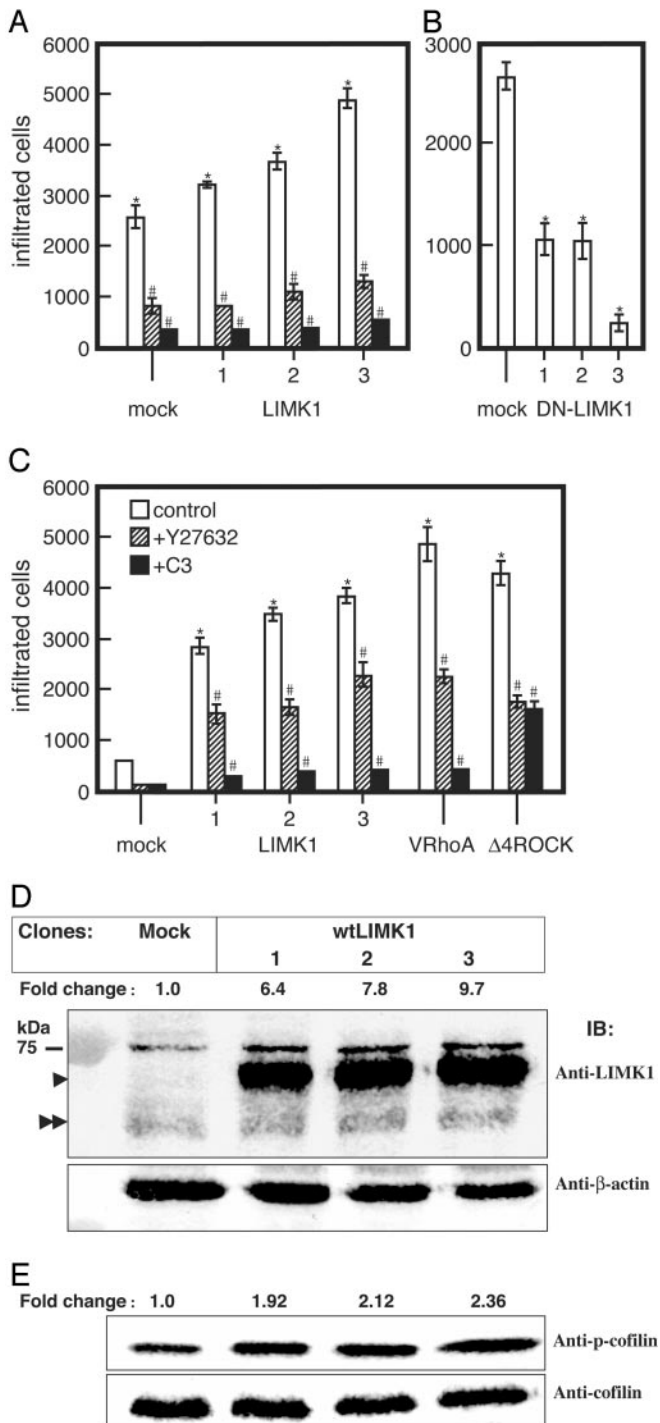 A
6000
5000
4000
3000
2000
1000
0
infiltrated cells
* * * *
# # # # # # # #
1 2 3
mock LIMK1
B
3000
2000
1000
0
* * *
1 2 3
mock DN-LIMK1
C
6000
5000
4000
3000
2000
1000
0
infiltrated cells
control
+Y27632
+C3
* * * * *
# # # # # # # # # #
1 2 3
mock LIMK1 VRhoA Δ4ROCK
D
Clones: Mock wtLIMK1
1 2 3
Fold change : 1.0 6.4 7.8 9.7
kDa
75
IB:
Anti-LIMK1
Anti-β-actin
E
Fold change : 1.0 1.92 2.12 2.36
Anti-p-cofilin
Anti-cofilin